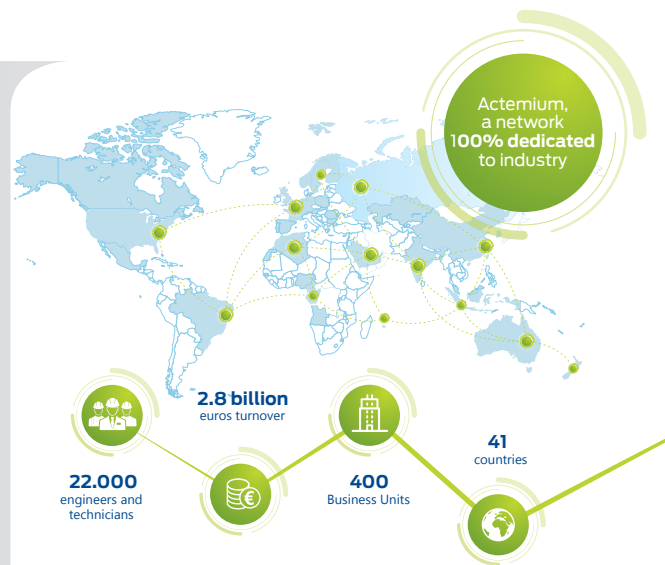 Actemium,
a network
100% dedicated
to industry
2.8 billion
euros turnover
22.000
engineers and
technicians
400
Business Units
41
countries